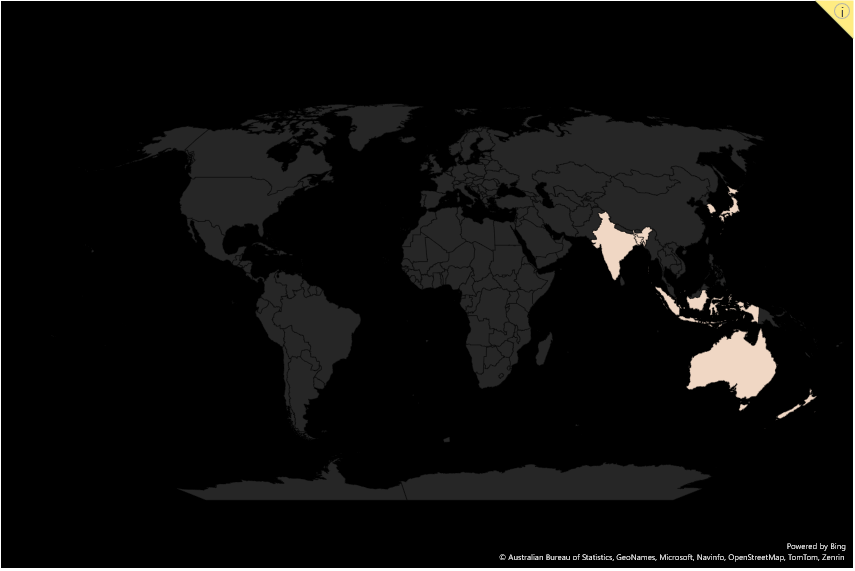 Powered by Bing
© Australian Bureau of Statistics, GeoNames, Microsoft, Navinfo, OpenStreetMap, TomTom, Zenrin